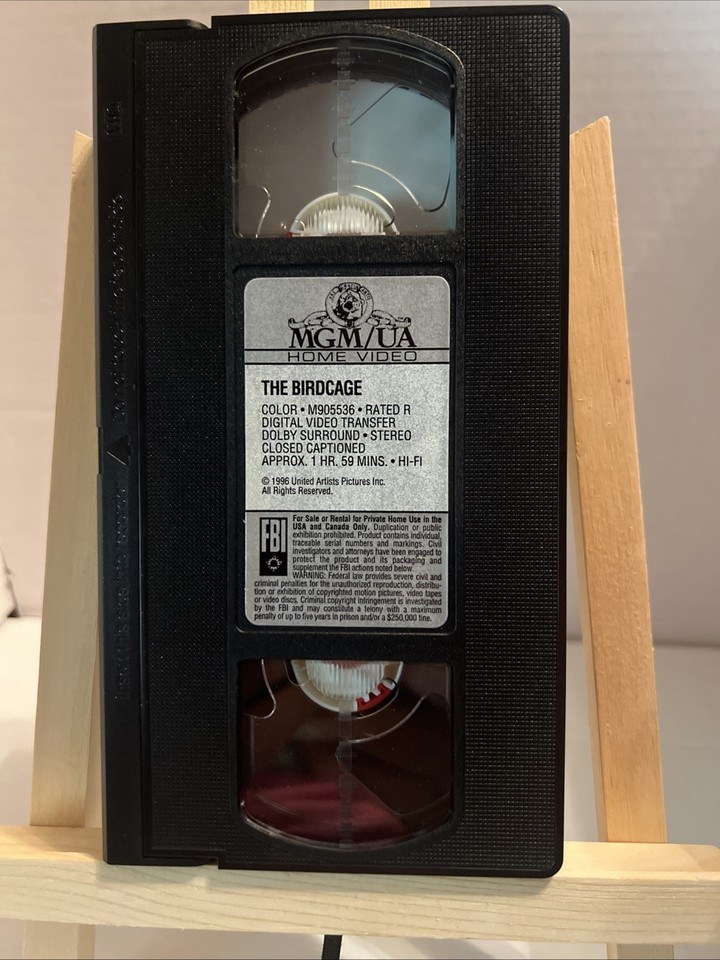 MGM/UA
HOME VIDEO
THE BIRDCAGE
COLOR • M905536 • RATED R
DIGITAL VIDEO TRANSFER
DOLBY SURROUND • STEREO
CLOSED CAPTIONED
APPROX. 1 HR. 59 MINS. • HI-FI
© 1996 United Artists Pictures Inc.
All Rights Reserved.
FBI
For Sale or Rental for Private Home Use in the
USA and Canada Only. Duplication or public
exhibition prohibited. Product contains individual,
traceable serial numbers and markings. Civil
investigators and attorneys have been engaged to
protect the product and its packaging and
supplement the FBI actions noted below.
WARNING: Federal law provides severe civil and
criminal penalties for the unauthorized reproduction, distribu-
tion or exhibition of copyrighted motion pictures, video tapes
or video discs. Criminal copyright infringement is investigated
by the FBI and may constitute a felony with a maximum
penalty of up to five years in prison and/or a $250,000 fine.